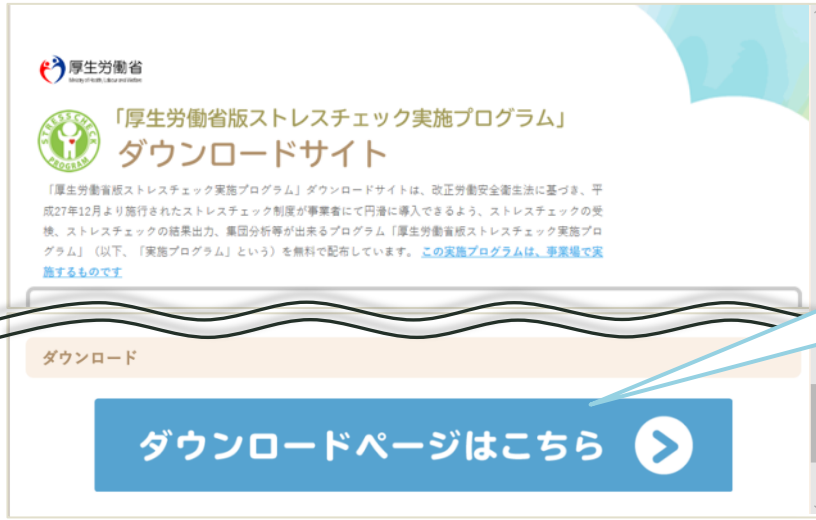 厚生労働省
Ministry of Health, Labour and Welfare
STRESSCHECK
PROGRAM
「厚生労働省版ストレスチェック実施プログラム」
ダウンロードサイト
「厚生労働省版ストレスチェック実施プログラム」ダウンロードサイトは、改正労働安全衛生法に基づき、平
成27年12月より施行されたストレスチェック制度が事業者にて円滑に導入できるよう、ストレスチェックの受
検、ストレスチェックの結果出力、集団分析等が出来るプログラム「厚生労働省版ストレスチェック実施プロ
グラム」（以下、「実施プログラム」という）を無料で配布しています。 この実施プログラムは、事業場で実
施するものです
ダウンロード
ダウンロードページはこちら